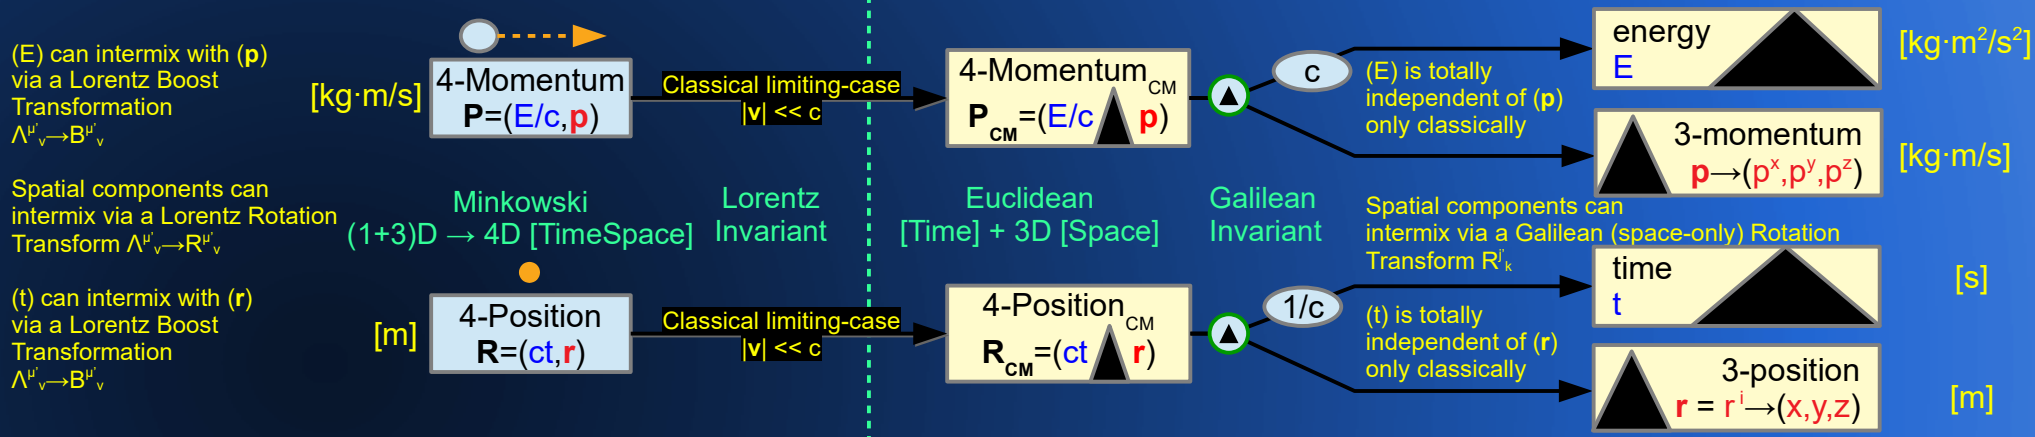 (E) can intermix with (p)
via a Lorentz Boost
Transformation
Λ^μ'_ν→B^μ'_ν
[kg·m/s]
4-Momentum
P=(E/c,p)
Classical limiting-case
|v| << c
4-Momentum_CM
P_CM=(E/c p)
c
(E) is totally
independent of (p)
only classically
energy
E
[kg·m²/s²]
3-momentum
p→(p^x,p^y,p^z)
[kg·m/s]
Spatial components can
intermix via a Lorentz Rotation
Transform Λ^μ'_ν→R^μ'_ν
Minkowski
(1+3)D → 4D [TimeSpace]
Lorentz
Invariant
Euclidean
[Time] + 3D [Space]
Galilean
Invariant
Spatial components can
intermix via a Galilean (space-only) Rotation
Transform R^j'_k
(t) can intermix with (r)
via a Lorentz Boost
Transformation
Λ^μ'_ν→B^μ'_ν
[m]
4-Position
R=(ct,r)
Classical limiting-case
|v| << c
4-Position_CM
R_CM=(ct r)
1/c
(t) is totally
independent of (r)
only classically
time
t
[s]
3-position
r = r^i→(x,y,z)
[m]